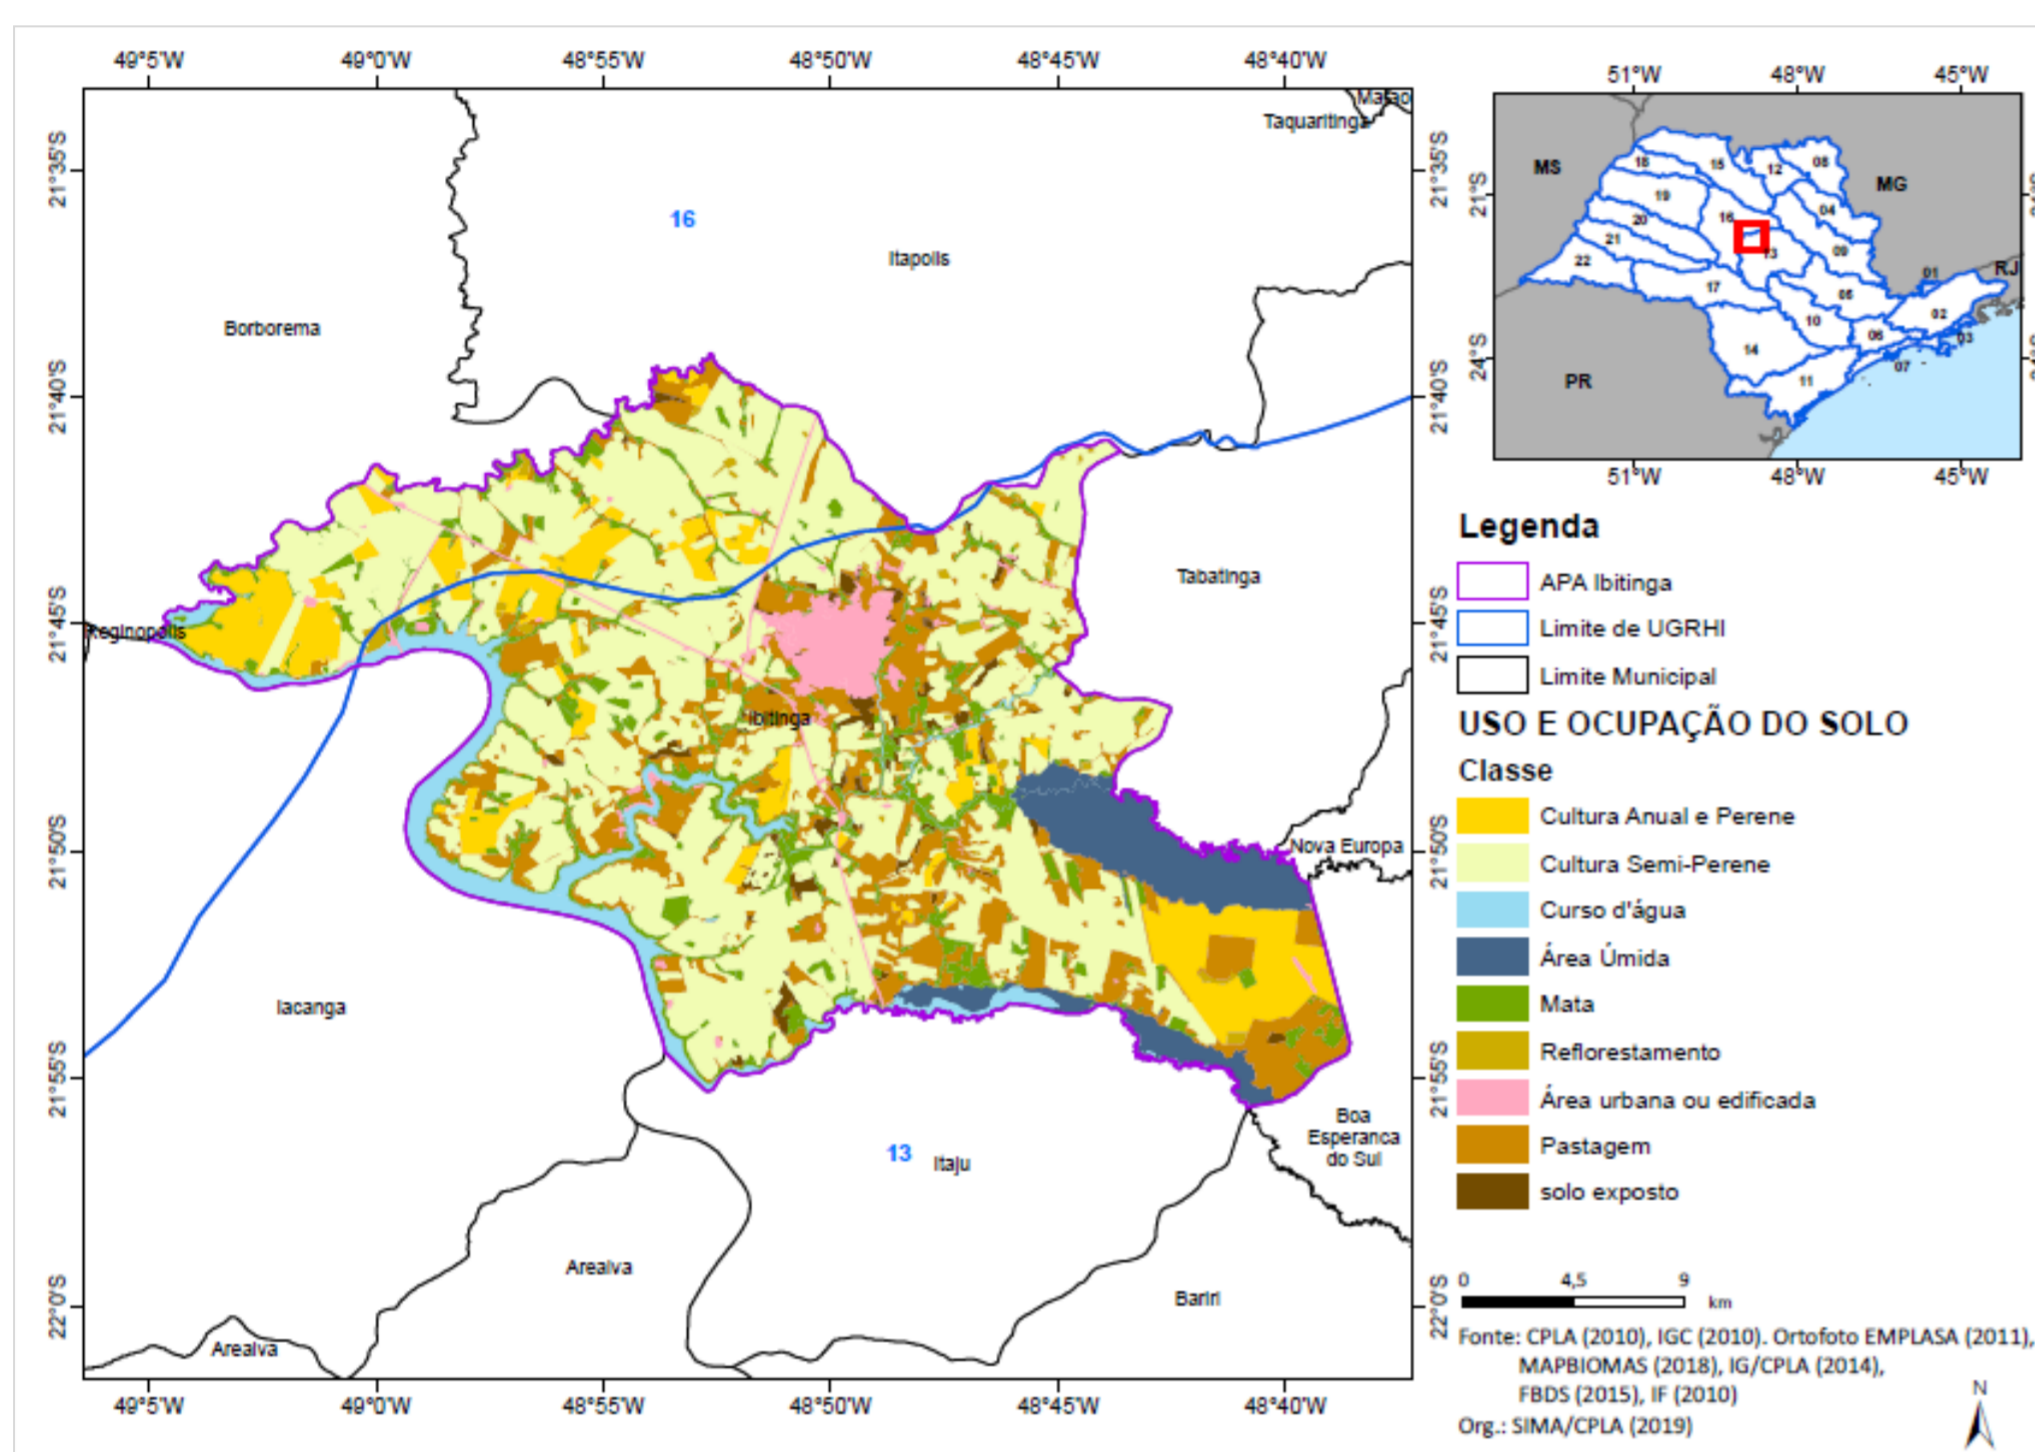 49°5'W 49°0'W 48°55'W 48°50'W 48°45'W 48°40'W
51°W 48°W 45°W
Matao
Taquaritinga
21°35'S 21°35'S
16
Itapolis
Borborema
21°40'S 21°40'S
Tabatinga
21°45'S 21°45'S
Reginopolis
Ibitinga
21°50'S 21°50'S
Nova Europa
Iacanga
21°55'S 21°55'S
Boa
Esperanca
do Sul
13
Itaju
Arealva
Bariri
22°0'S 22°0'S
Arealva
49°5'W 49°0'W 48°55'W 48°50'W 48°45'W 48°40'W
MS
MG
18 15 12 08
21°S
19
16 04
20
21 13 09
22
01
RJ
17
05
02
10
06
03
14
24°S
07
PR
11
51°W 48°W 45°W
Legenda
APA Ibitinga
Limite de UGRHI
Limite Municipal
USO E OCUPAÇÃO DO SOLO
Classe
Cultura Anual e Perene
Cultura Semi-Perene
Curso d'água
Área Úmida
Mata
Reflorestamento
Área urbana ou edificada
Pastagem
solo exposto
0 4,5 9
km
Fonte: CPLA (2010), IGC (2010). Ortofoto EMPLASA (2011),
MAPBIOMAS (2018), IG/CPLA (2014),
FBDS (2015), IF (2010)
Org.: SIMA/CPLA (2019)
N